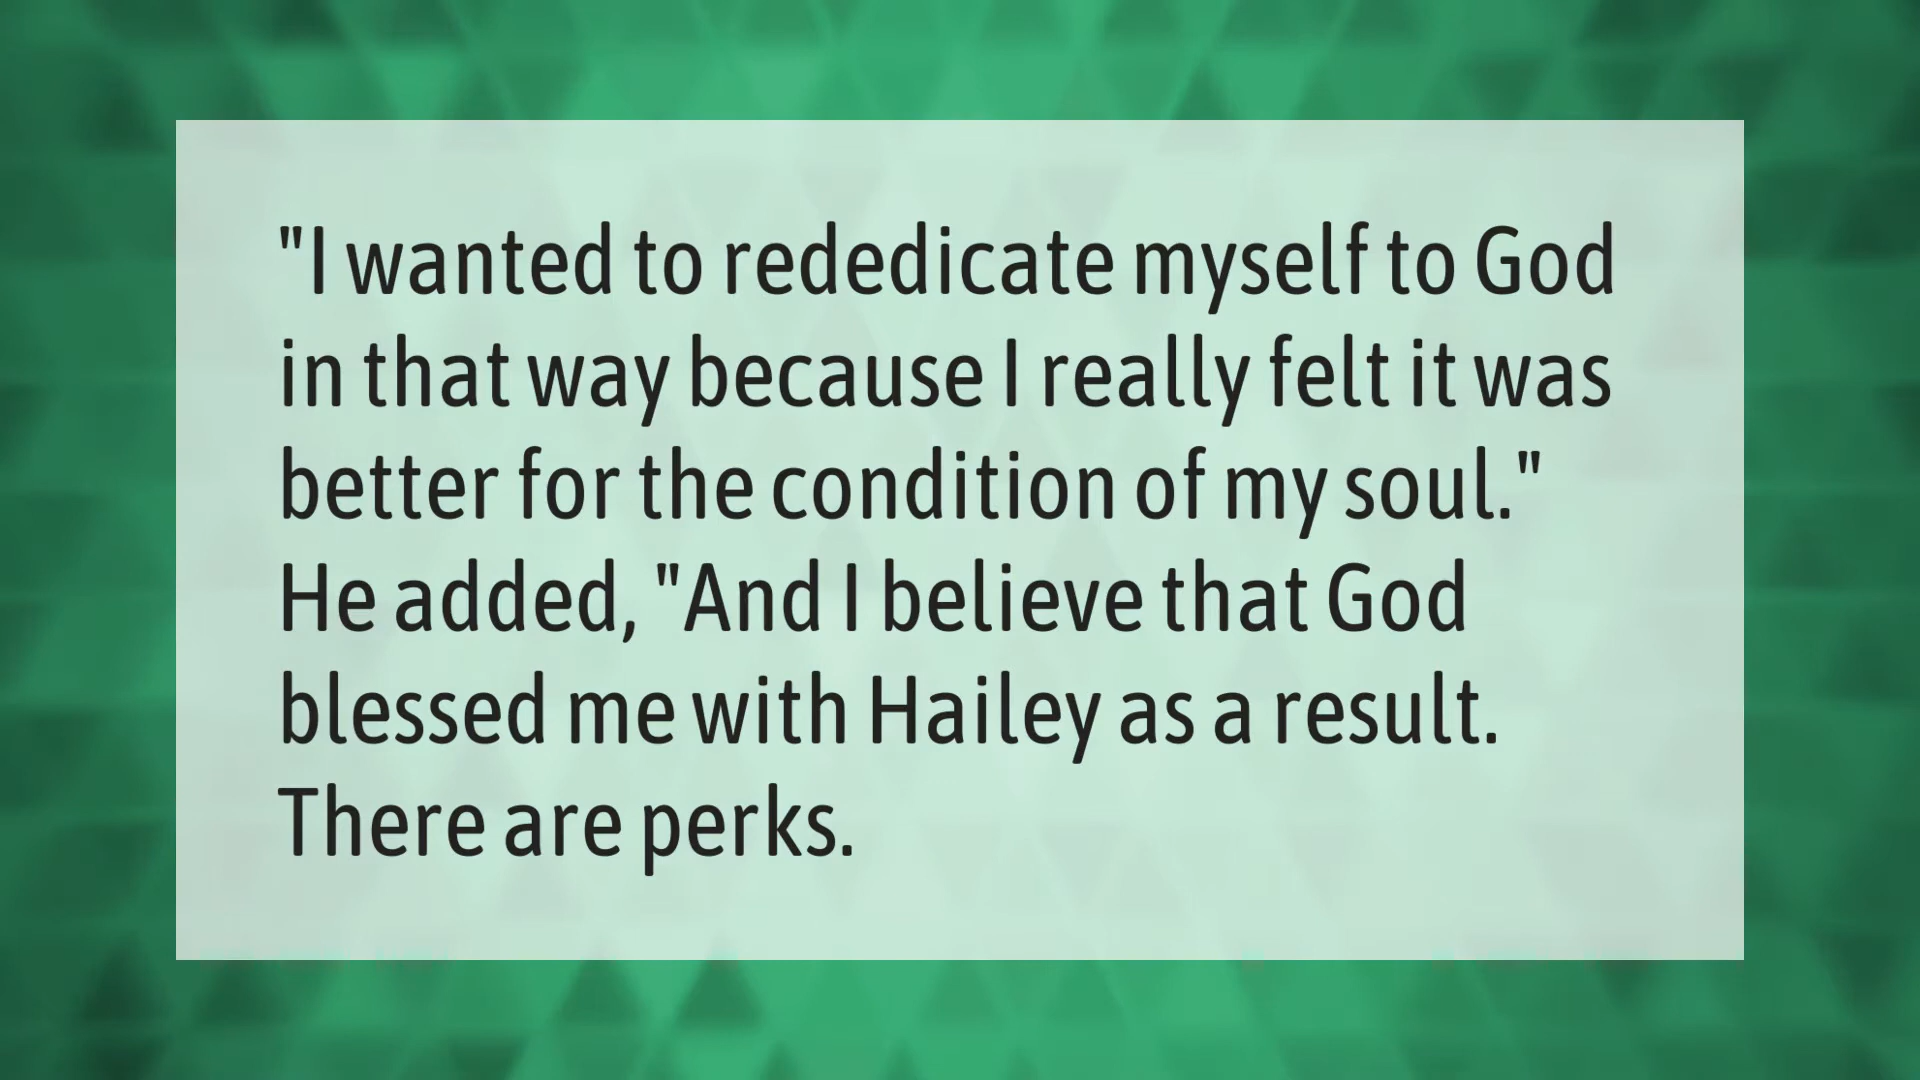 "I wanted to rededicate myself to God
in that way because I really felt it was
better for the condition of my soul."
He added, "And I believe that God
blessed me with Hailey as a result.
There are perks.